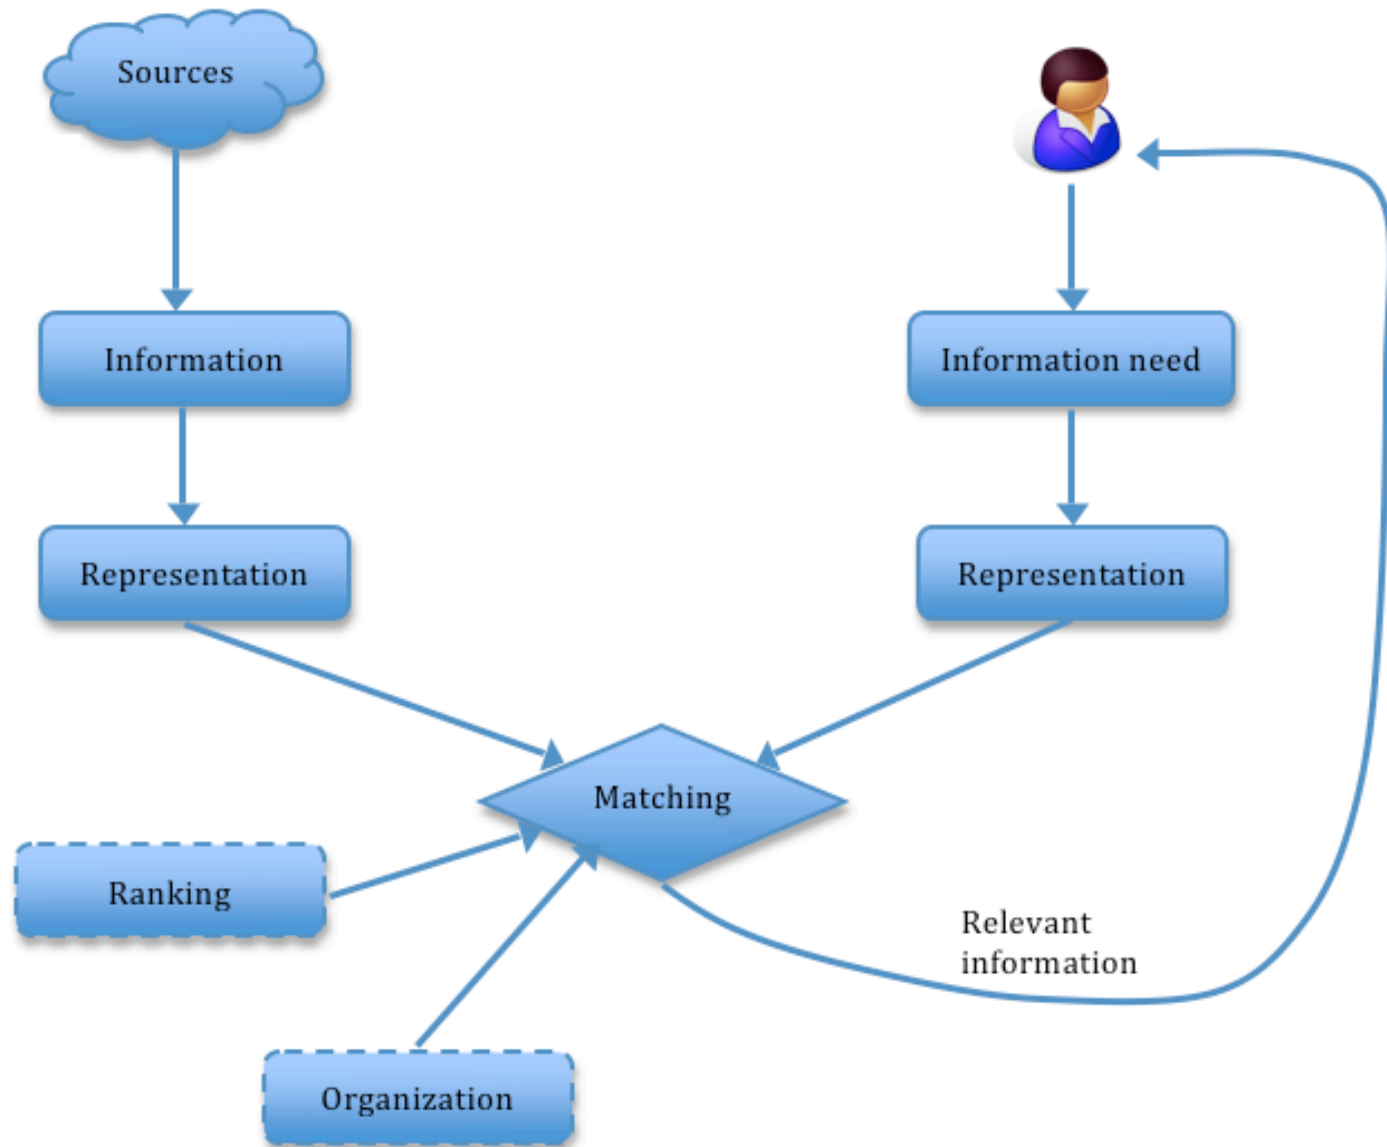 Sources
Information
Information need
Representation
Representation
Matching
Ranking
Relevant
information
Organization